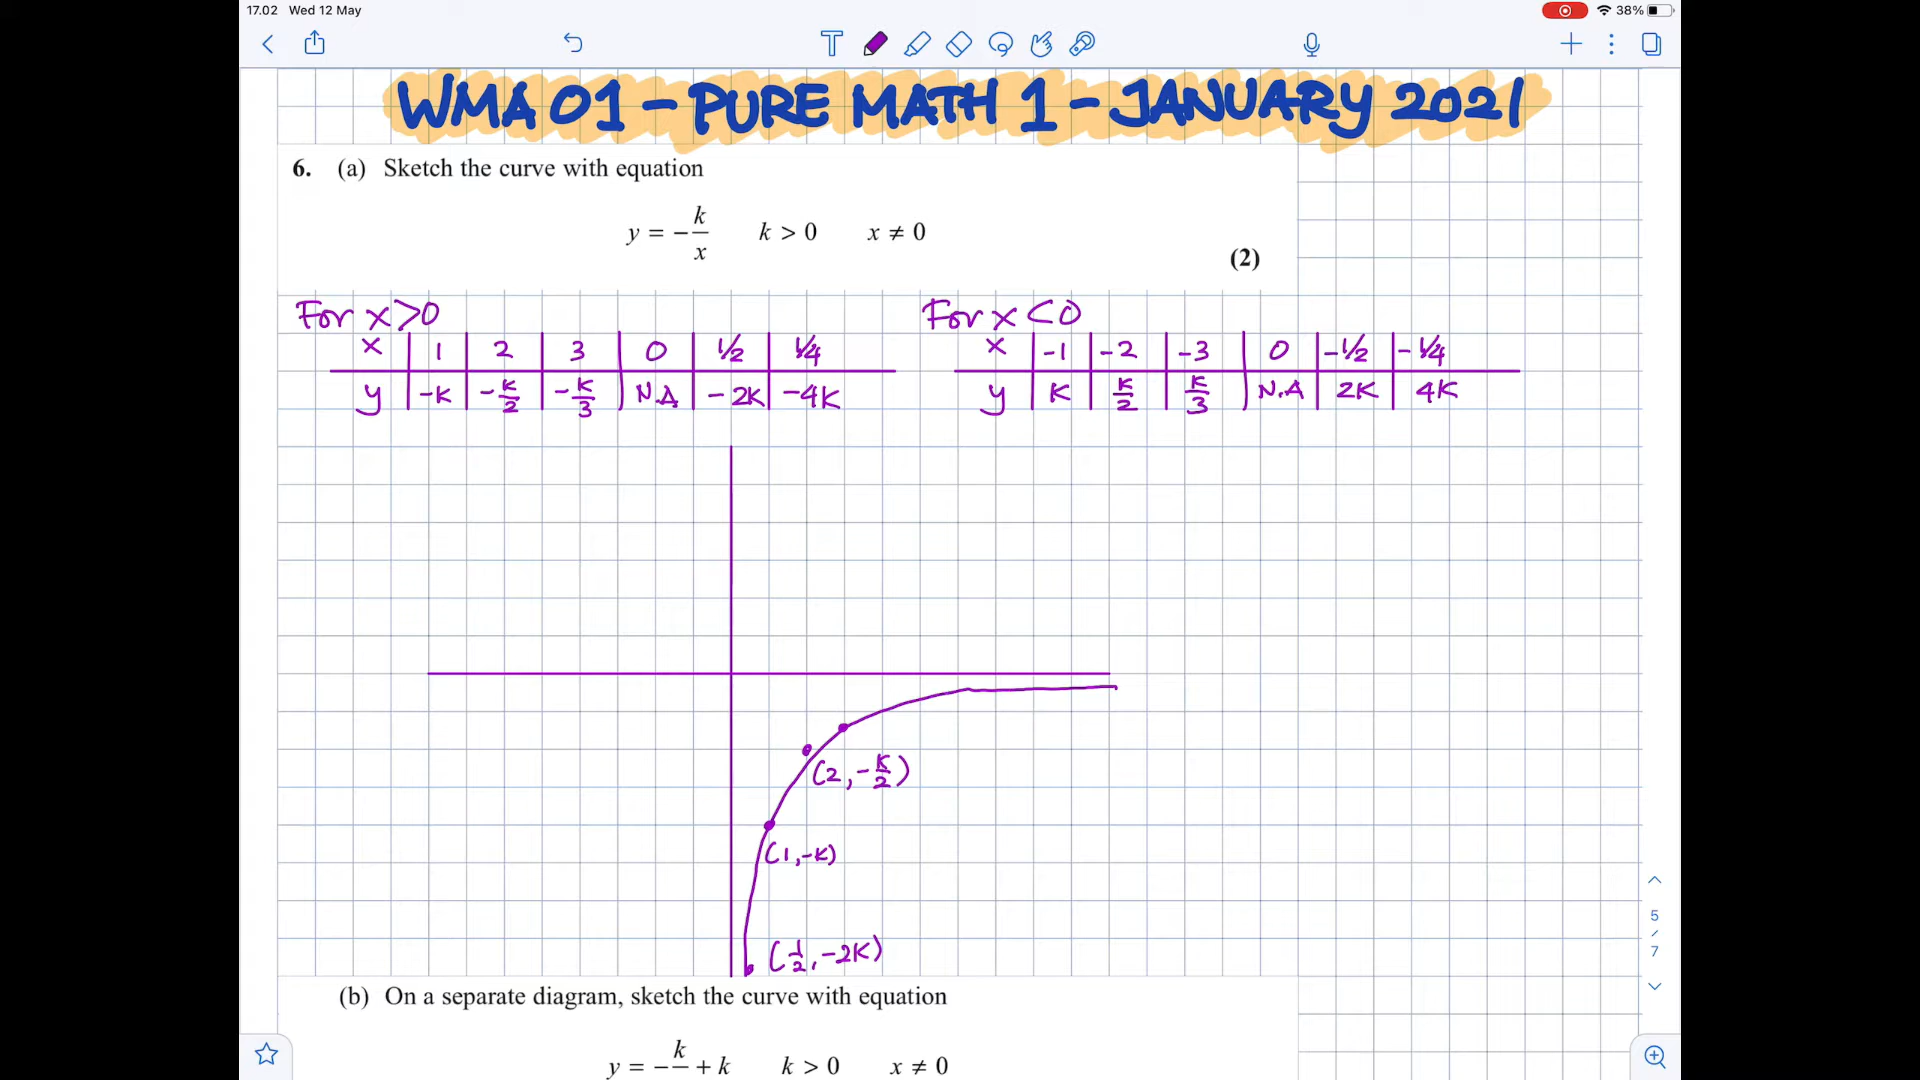 17.02 Wed 12 May
38%
WMA 01 - PURE MATH 1 - JANUARY 2021
6. (a) Sketch the curve with equation
y = -k/x k > 0 x ≠ 0
(2)
For x>0
x 1 2 3 0 1/2 1/4
y -K -K/2 -K/3 N.A -2K -4K
For x<0
x -1 -2 -3 0 -1/2 -1/4
y K K/2 K/3 N.A 2K 4K
(2, -K/2)
(1, -K)
(1/2, -2K)
5
/
7
(b) On a separate diagram, sketch the curve with equation
y = -k/ + k k > 0 x ≠ 0